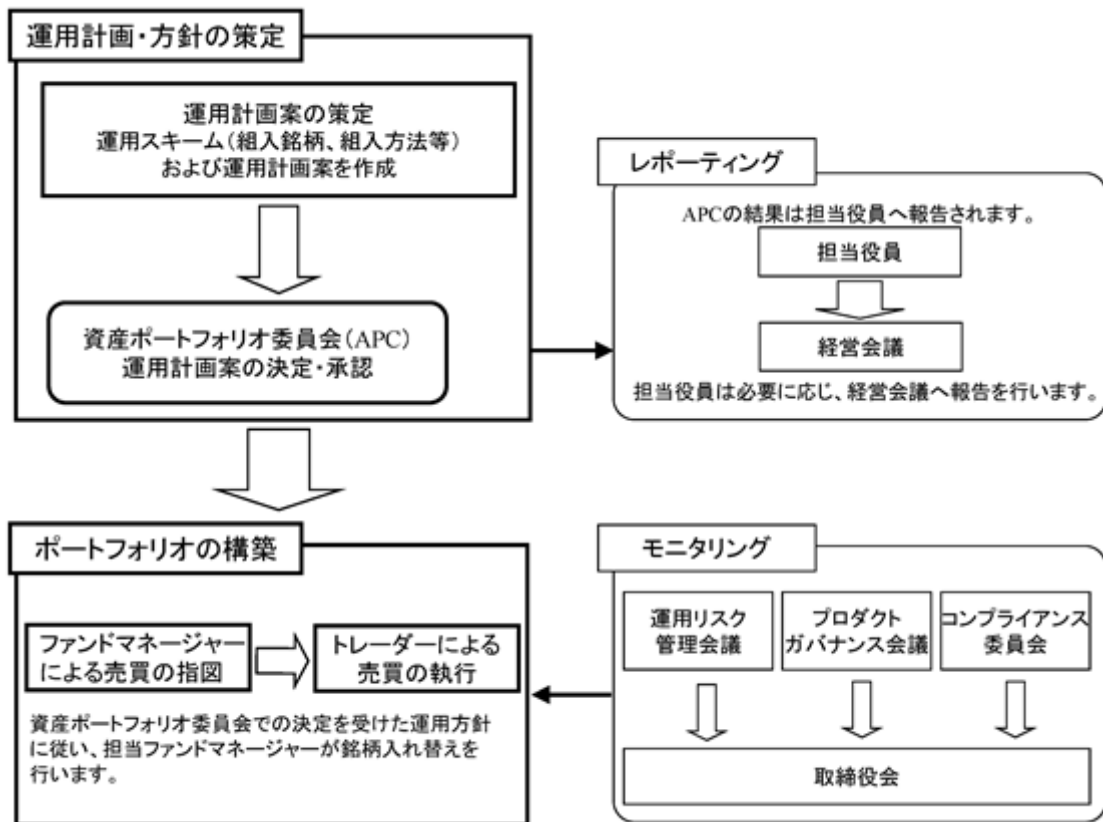 運用計画・方針の策定
運用計画案の策定
運用スキーム(組入銘柄、組入方法等)
および運用計画案を作成
資産ポートフォリオ委員会(APC)
運用計画案の決定・承認
レポーティング
APCの結果は担当役員へ報告されます。
担当役員
経営会議
担当役員は必要に応じ、経営会議へ報告を行います。
ポートフォリオの構築
ファンドマネージャー
による売買の指図
トレーダーによる
売買の執行
資産ポートフォリオ委員会での決定を受けた運用方針
に従い、担当ファンドマネージャーが銘柄入れ替えを
行います。
モニタリング
運用リスク
管理会議
プロダクト
ガバナンス会議
コンプライアンス
委員会
取締役会